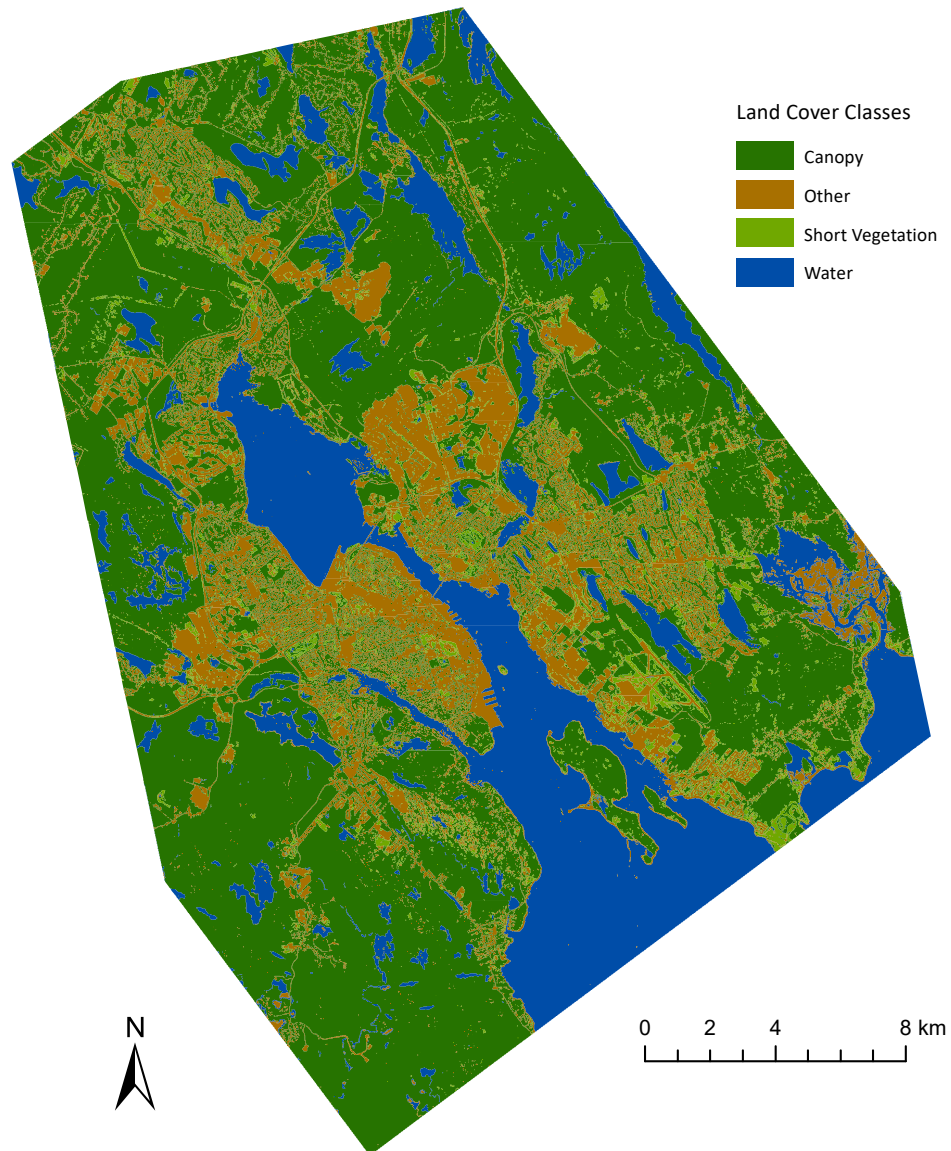 Land Cover Classes
Canopy
Other
Short Vegetation
Water
N
0 2 4 8 km